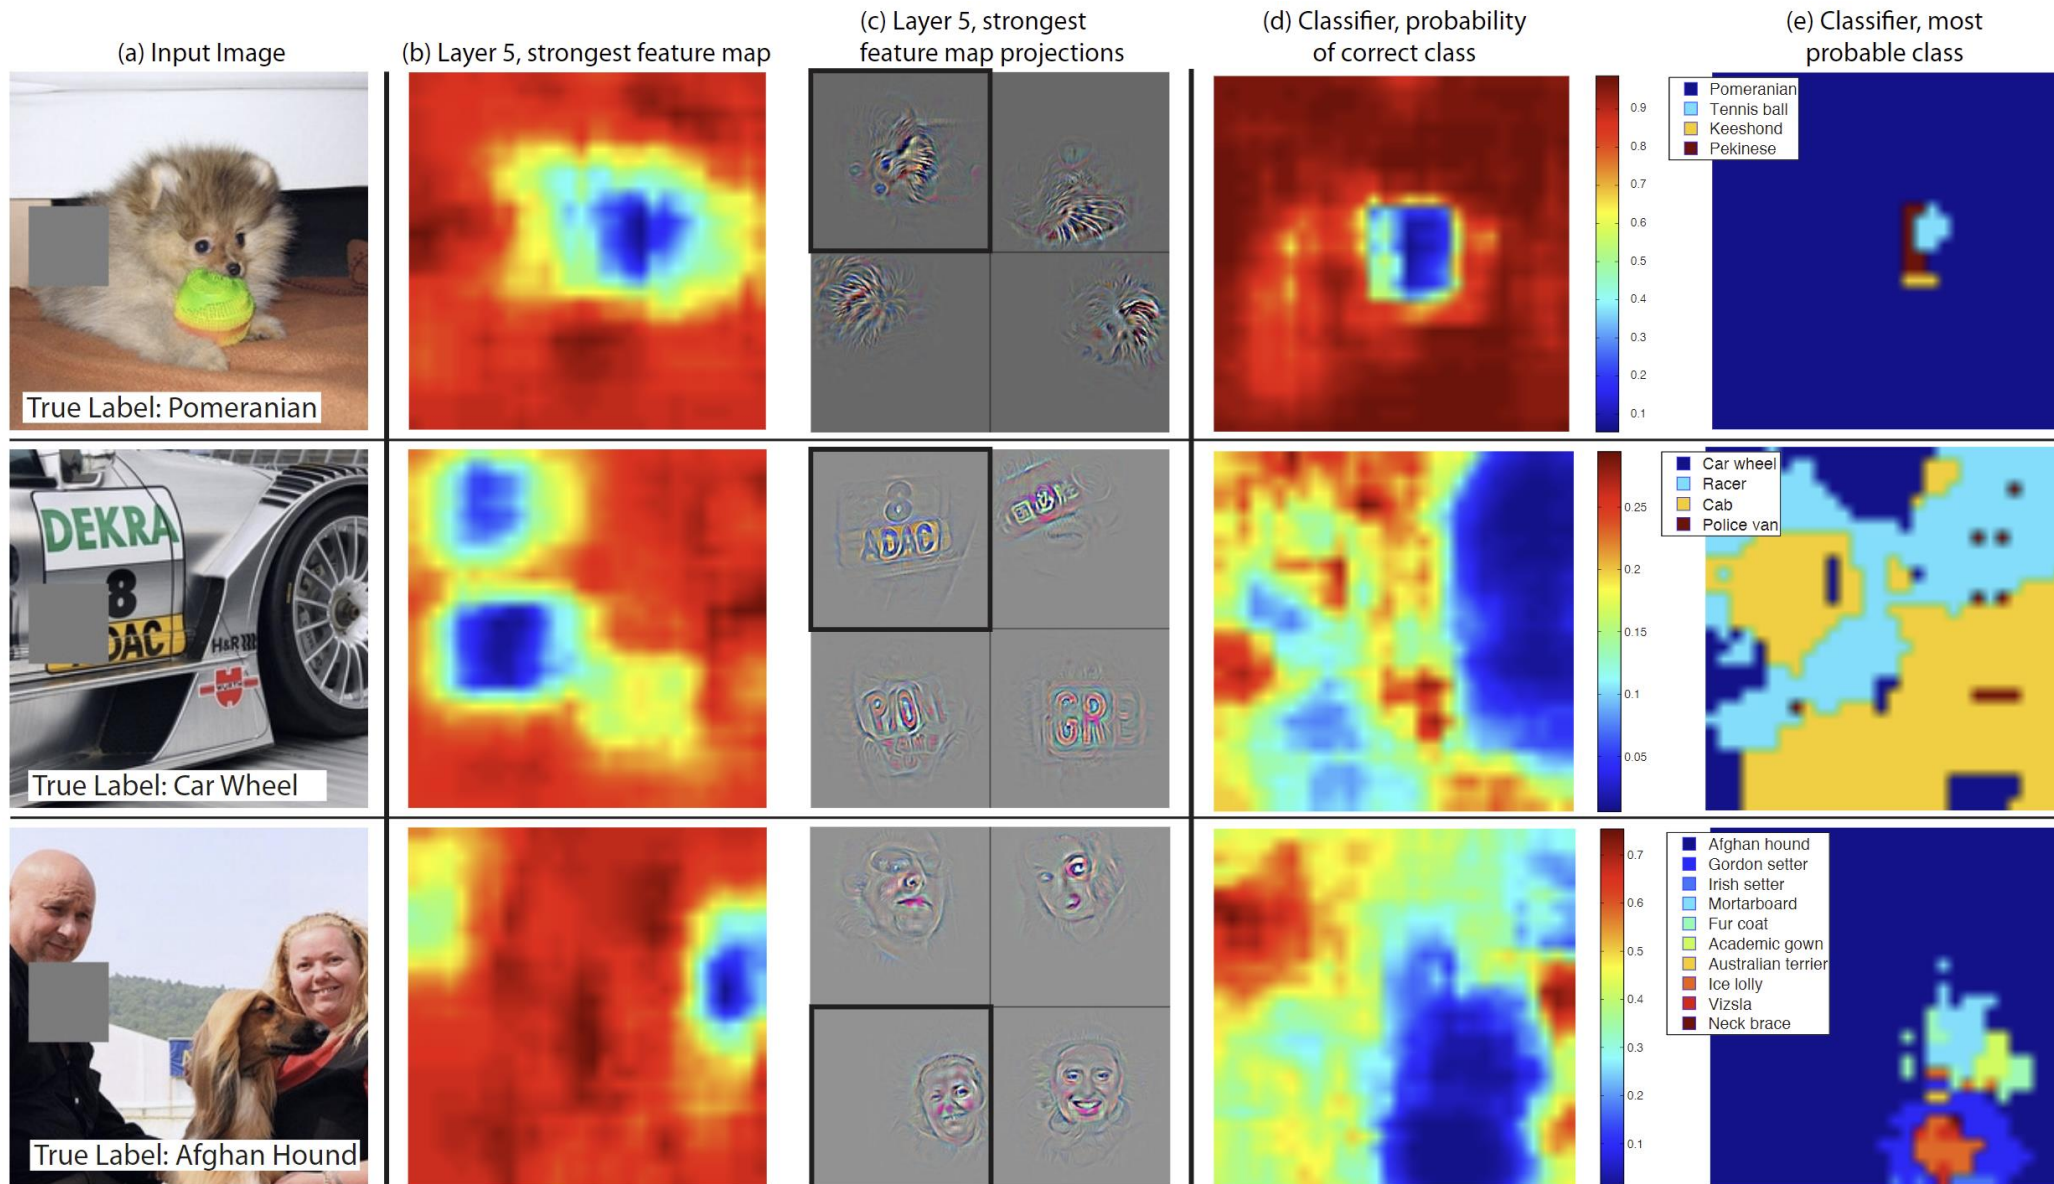 (a) Input Image
(b) Layer 5, strongest feature map
(c) Layer 5, strongest
feature map projections
(d) Classifier, probability
of correct class
(e) Classifier, most
probable class
True Label: Pomeranian
0.9
0.8
0.7
0.6
0.5
0.4
0.3
0.2
0.1
Pomeranian
Tennis ball
Keeshond
Pekinese
DEKRA
8
ADAC
H&R
WÜRTH
True Label: Car Wheel
8
ADAC
PION
GRE
0.25
0.2
0.15
0.1
0.05
Car wheel
Racer
Cab
Police van
True Label: Afghan Hound
0.7
0.6
0.5
0.4
0.3
0.2
0.1
Afghan hound
Gordon setter
Irish setter
Mortarboard
Fur coat
Academic gown
Australian terrier
Ice lolly
Vizsla
Neck brace